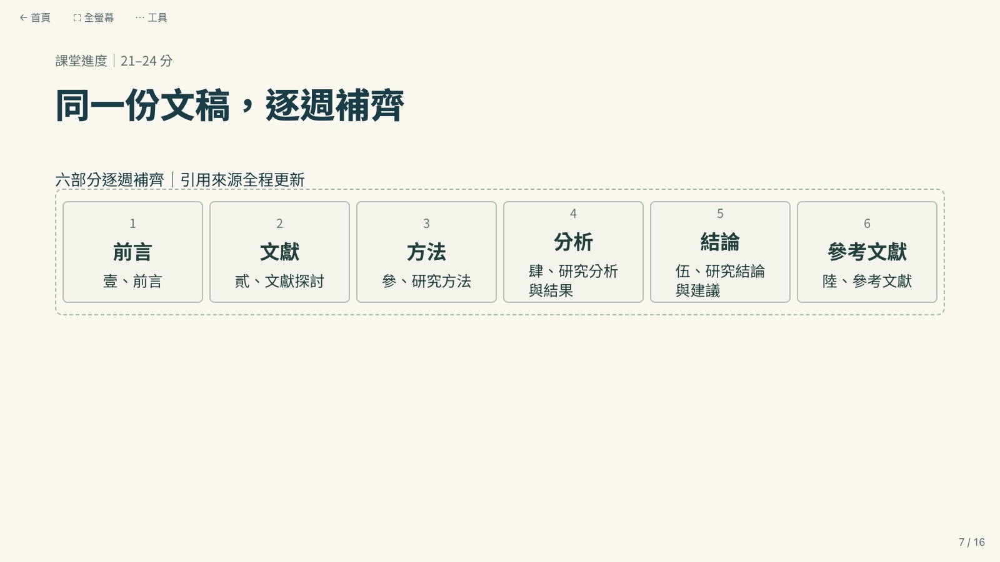 ← 首頁
全螢幕
⋯ 工具
課堂進度｜21–24 分
同一份文稿，逐週補齊
六部分逐週補齊｜引用來源全程更新
1
前言
壹、前言
2
文獻
貳、文獻探討
3
方法
參、研究方法
4
分析
肆、研究分析
與結果
5
結論
伍、研究結論
與建議
6
參考文獻
陸、參考文獻
7 / 16